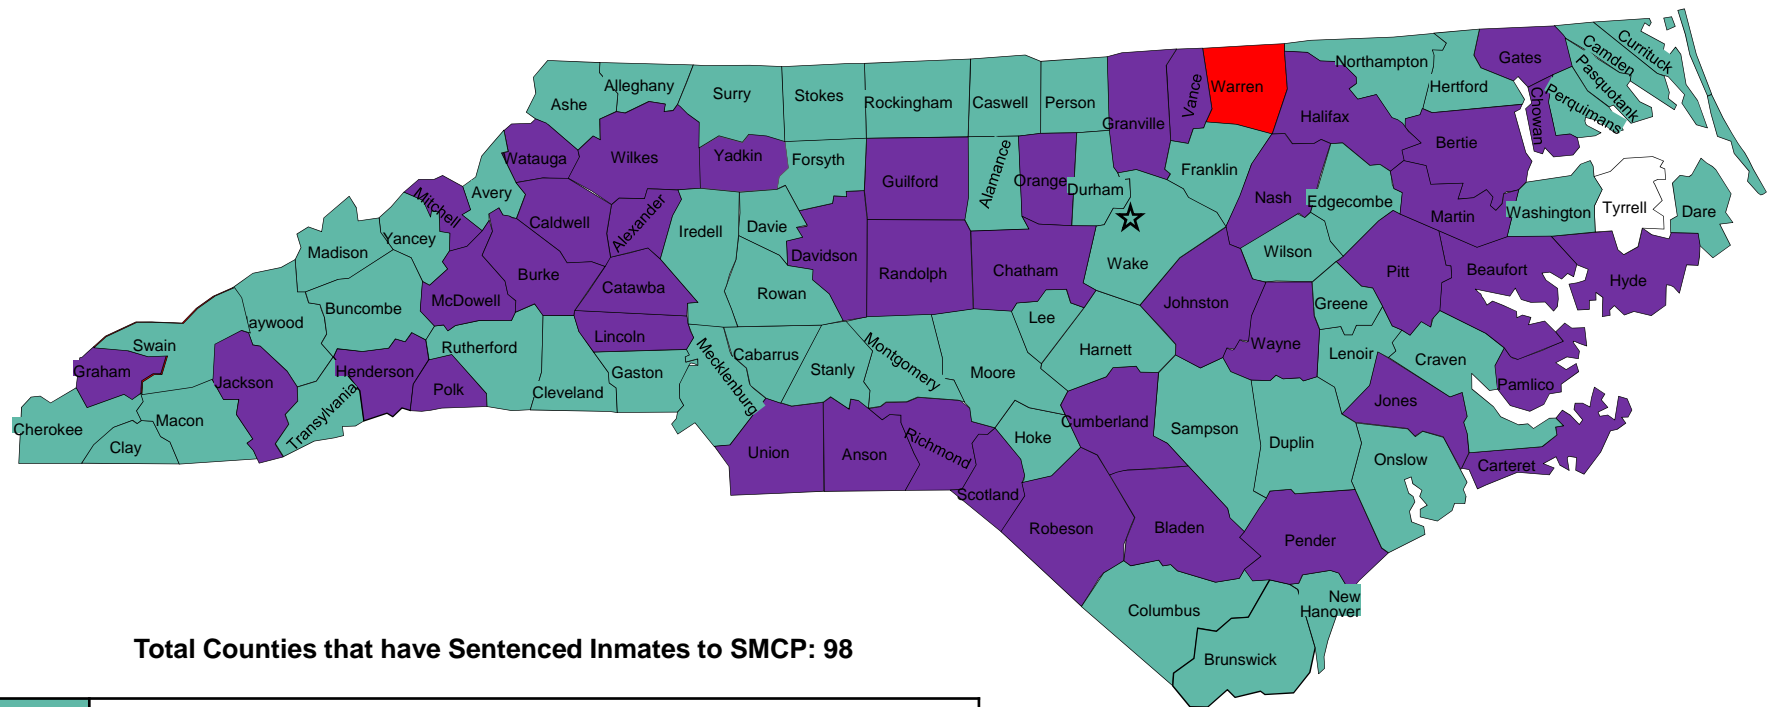 Currituck
Camden
Pasquotank
Perquimans
Gates
Chowan
Northampton
Hertford
Warren
Vance
Halifax
Granville
Bertie
Alleghany
Surry
Stokes
Rockingham
Caswell
Person
Ashe
Watauga
Wilkes
Yadkin
Forsyth
Guilford
Alamance
Orange
Durham
Franklin
Nash
Edgecombe
Martin
Washington
Tyrrell
Dare
Avery
Mitchell
Caldwell
Alexander
Iredell
Davie
Yancey
Madison
Burke
McDowell
Catawba
Davidson
Randolph
Chatham
Wake
Wilson
Pitt
Beaufort
Hyde
Rowan
Johnston
Greene
Buncombe
aywood
Swain
Graham
Jackson
Henderson
Polk
Rutherford
Lincoln
Gaston
Cleveland
Mecklenburg
Cabarrus
Stanly
Montgomery
Moore
Lee
Harnett
Wayne
Lenoir
Craven
Pamlico
Jones
Cherokee
Clay
Macon
Transylvania
Union
Anson
Richmond
Scotland
Hoke
Cumberland
Sampson
Duplin
Onslow
Carteret
Robeson
Bladen
Pender
Columbus
New
Hanover
Brunswick
Total Counties that have Sentenced Inmates to SMCP: 98